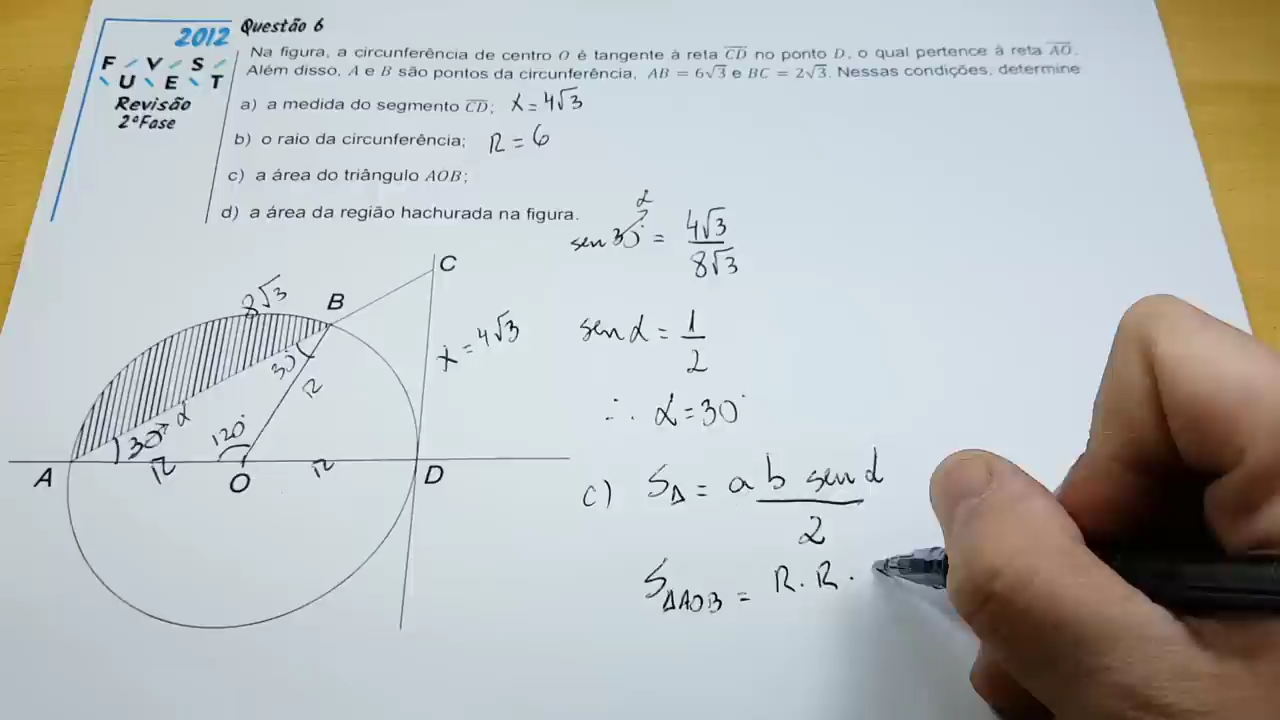 2012 Questão 6
FVS
UET
Revisão
2ªFase
Na figura, a circunferência de centro O é tangente à reta CD no ponto D, o qual pertence à reta AO.
Além disso, A e B são pontos da circunferência, AB = 6√3 e BC = 2√3. Nessas condições, determine
a) a medida do segmento CD; x = 4√3
b) o raio da circunferência; R = 6
c) a área do triângulo AOB;
d) a área da região hachurada na figura.
α
sen 30° = 4√3/8√3
sen α = 1/2
∴ α = 30°
c) S△ = a b sen α/2
S△AOB = R . R .
C
8√3
B
x = 4√3
30
R
α
30°
120°
R
R
A
O
D